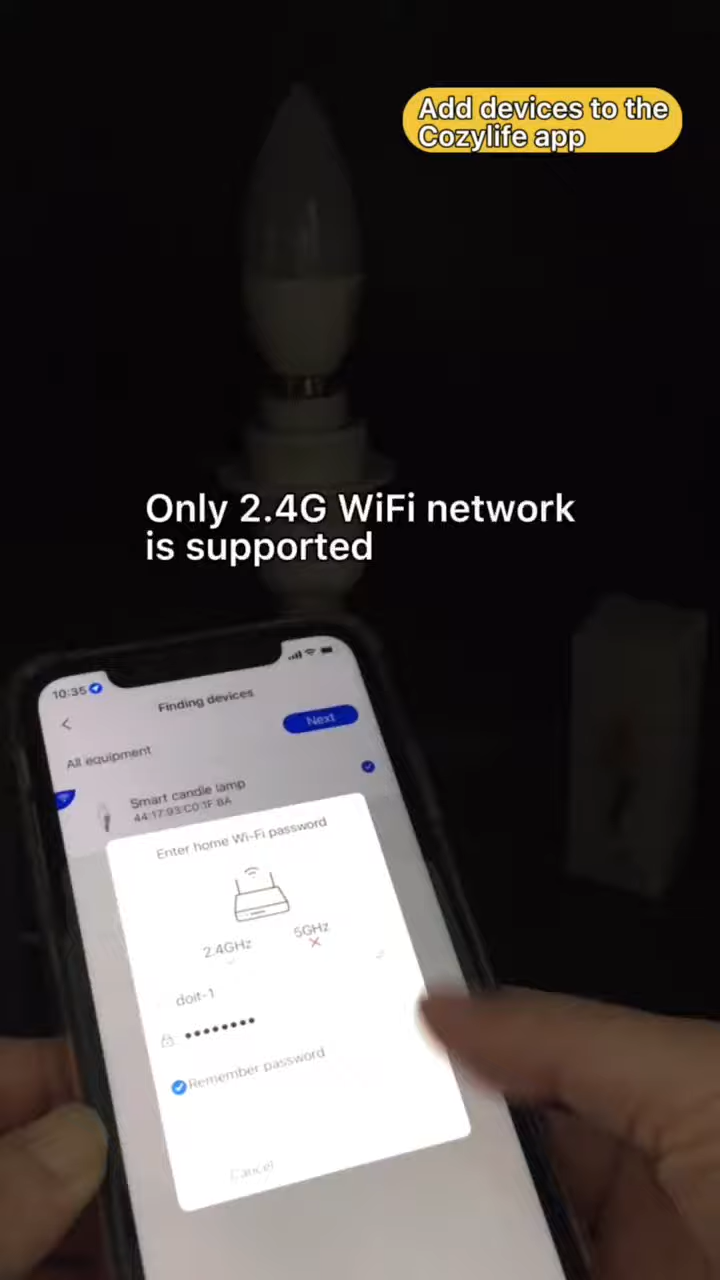 Add devices to the
Cozylife app
Only 2.4G WiFi network
is supported
10:35
Finding devices
Next
All equipment
Smart candle lamp
44:17:93:C0:1F:BA
Enter home Wi-Fi password
2.4GHz
5GHz
doit-1
Remember password
Cancel